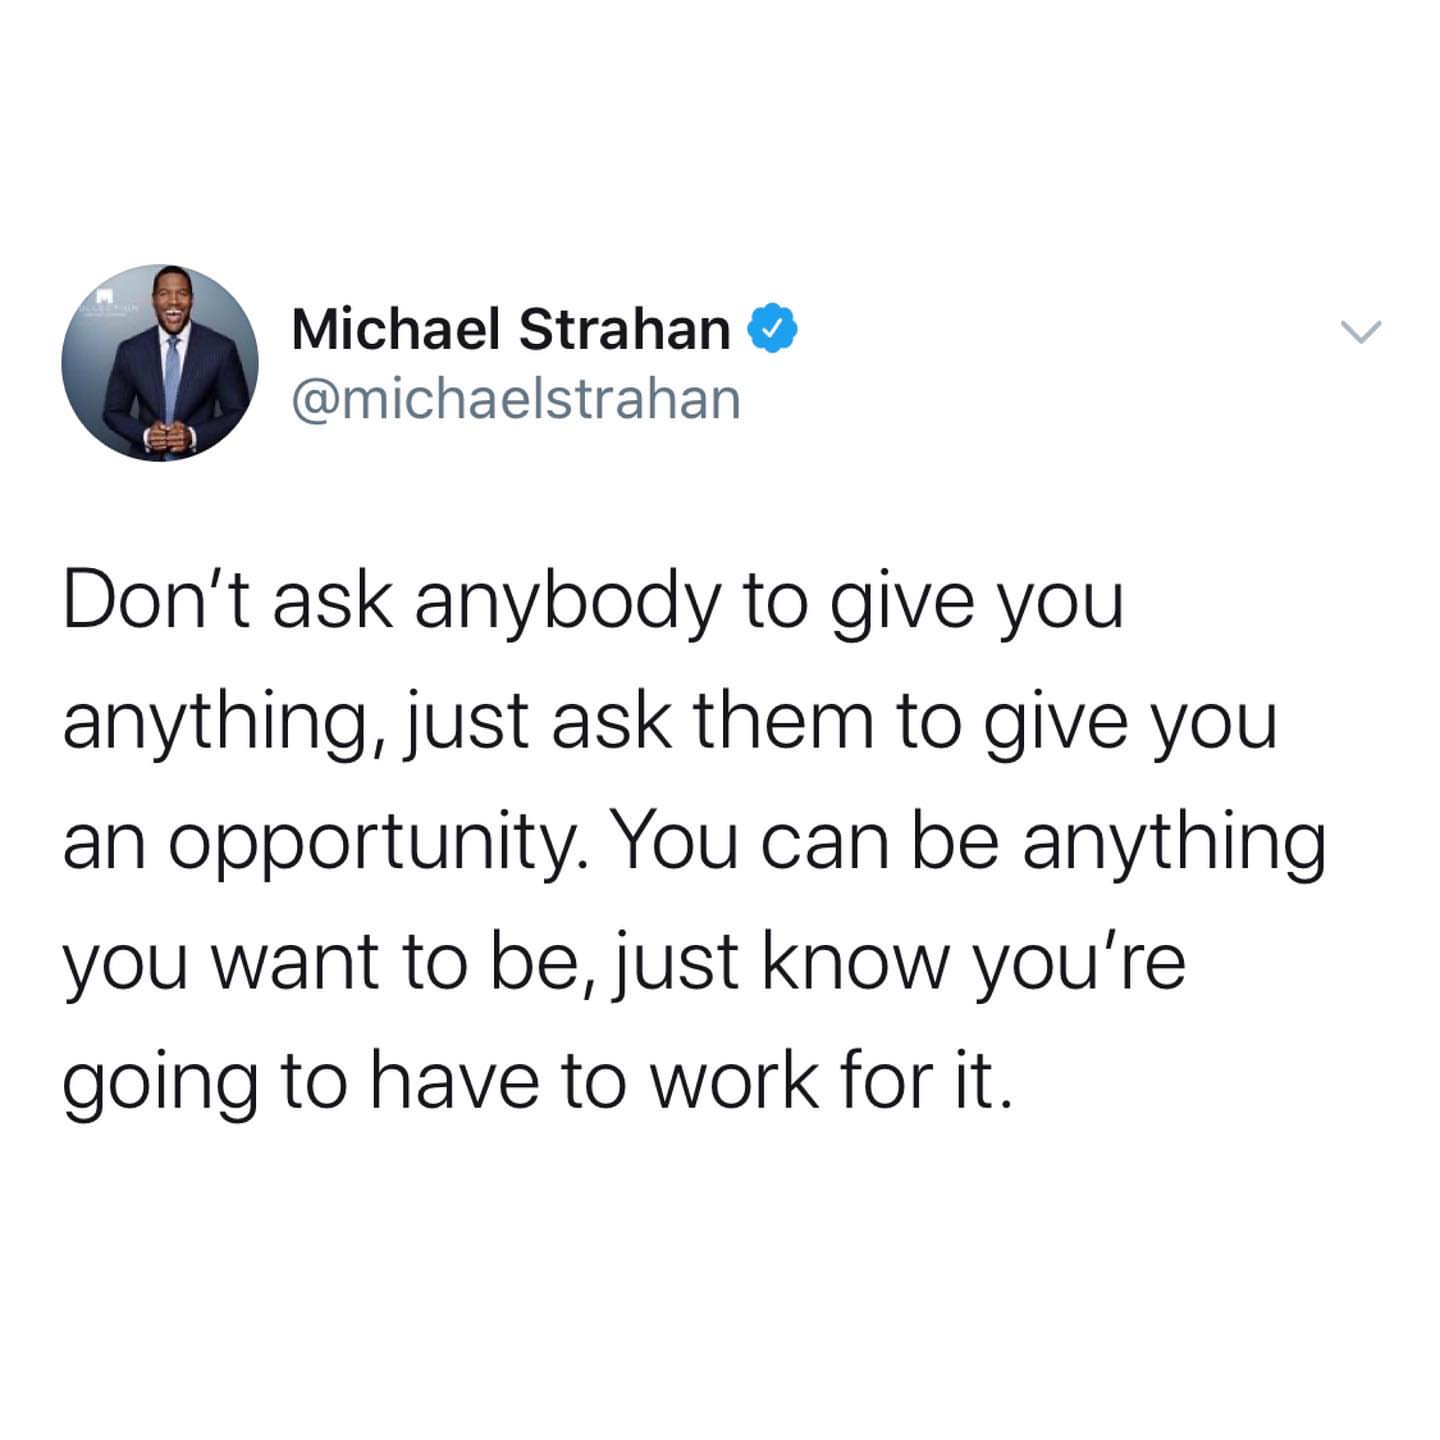 Michael Strahan
@michaelstrahan
Don’t ask anybody to give you
anything, just ask them to give you
an opportunity. You can be anything
you want to be, just know you’re
going to have to work for it.